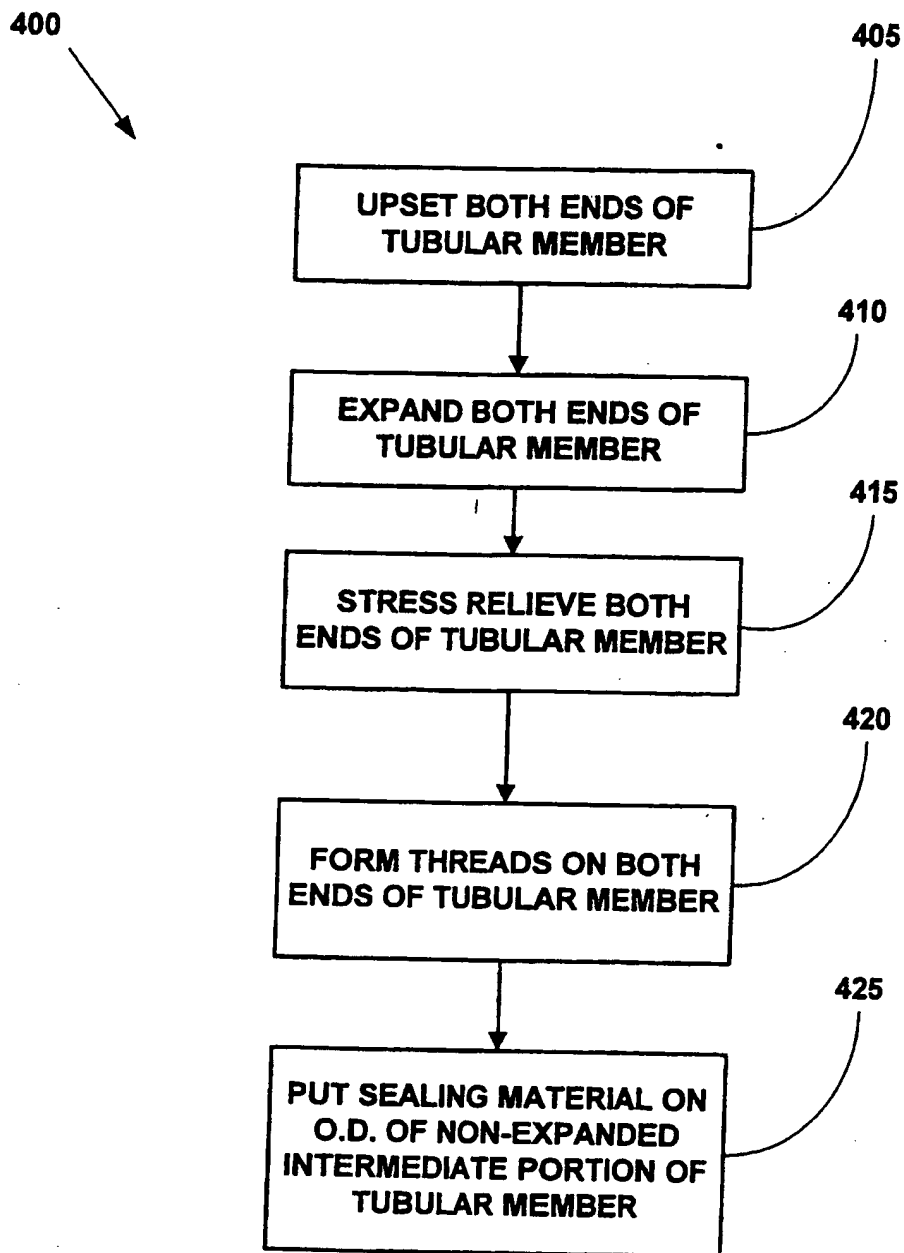 400
405
UPSET BOTH ENDS OF
TUBULAR MEMBER
410
EXPAND BOTH ENDS OF
TUBULAR MEMBER
415
STRESS RELIEVE BOTH
ENDS OF TUBULAR MEMBER
420
FORM THREADS ON BOTH
ENDS OF TUBULAR MEMBER
425
PUT SEALING MATERIAL ON
O.D. OF NON-EXPANDED
INTERMEDIATE PORTION OF
TUBULAR MEMBER